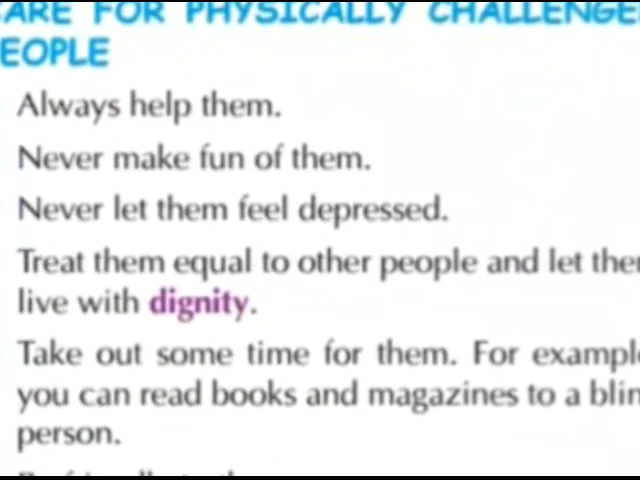 ARE FOR PHYSICALLY CHALLENGE
EOPLE
Always help them.
Never make fun of them.
Never let them feel depressed.
Treat them equal to other people and let the
live with dignity.
Take out some time for them. For exampl
you can read books and magazines to a blin
person.